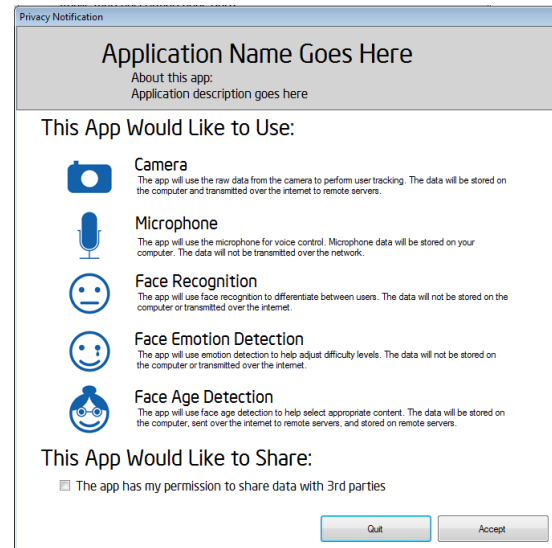 Privacy Notification
Application Name Goes Here
About this app:
Application description goes here
This App Would Like to Use:
Camera
The app will use the raw data from the camera to perform user tracking. The data will be stored on
the computer and transmitted over the internet to remote servers.
Microphone
The app will use the microphone for voice control. Microphone data will be stored on your
computer. The data will not be transmitted over the network.
Face Recognition
The app will use face recognition to differentiate between users. The data will not be stored on the
computer or transmitted over the internet.
Face Emotion Detection
The app will use emotion detection to help adjust difficulty levels. The data will not be stored on
the computer or transmitted over the internet.
Face Age Detection
The app will use face age detection to help select appropriate content. The data will be stored on
the computer, sent over the internet to remote servers, and stored on remote servers.
This App Would Like to Share:
The app has my permission to share data with 3rd parties
Quit
Accept